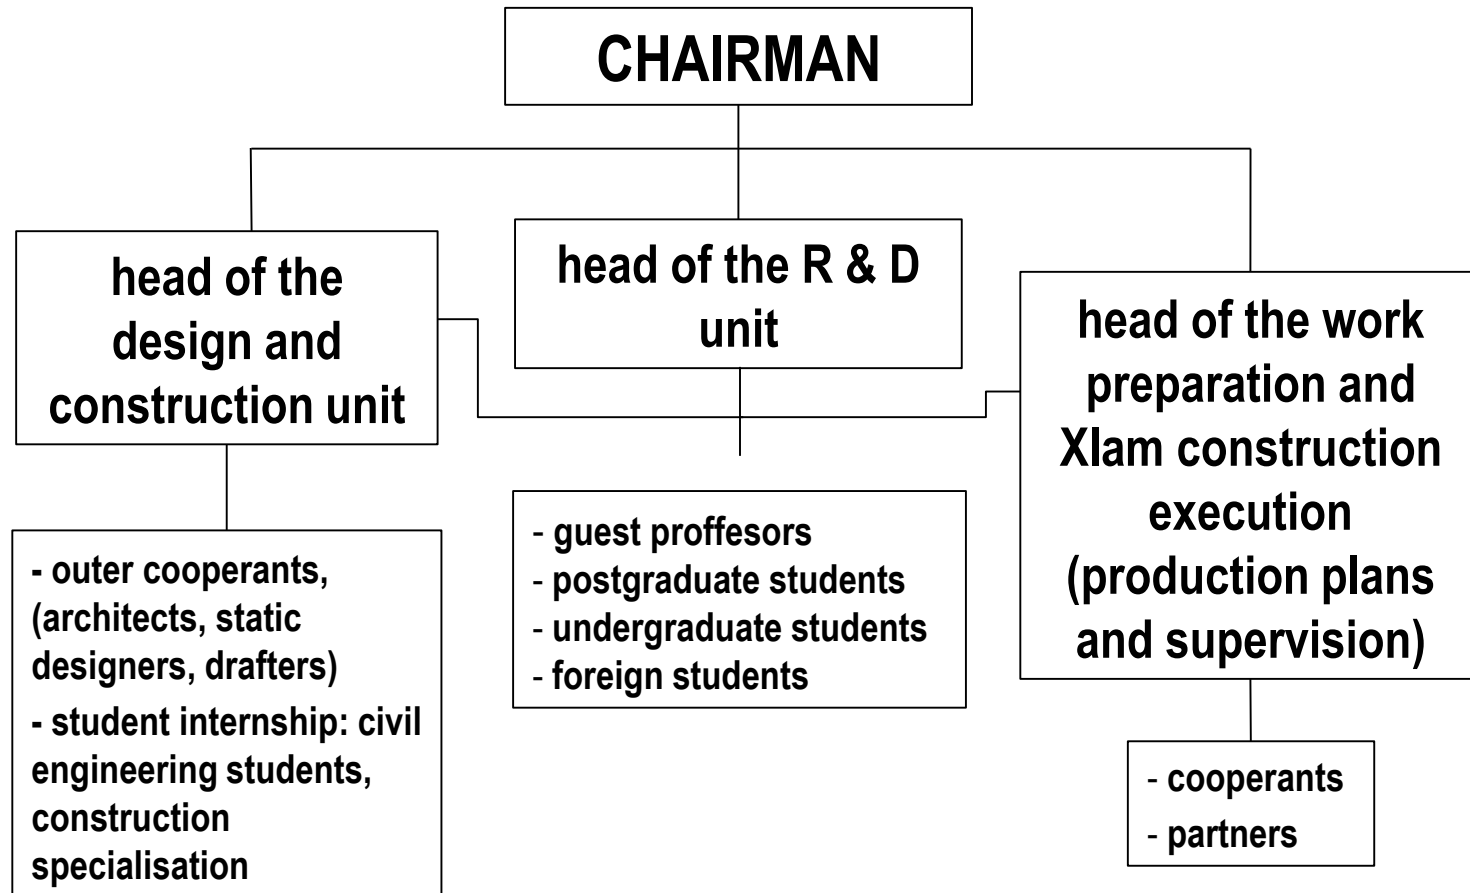 CHAIRMAN
head of the
design and
construction unit
head of the R & D
unit
head of the work
preparation and
Xlam construction
execution
(production plans
and supervision)
- outer cooperants,
(architects, static
designers, drafters)
- student internship: civil
engineering students,
construction
specialisation
- guest proffesors
- postgraduate students
- undergraduate students
- foreign students
- cooperants
- partners